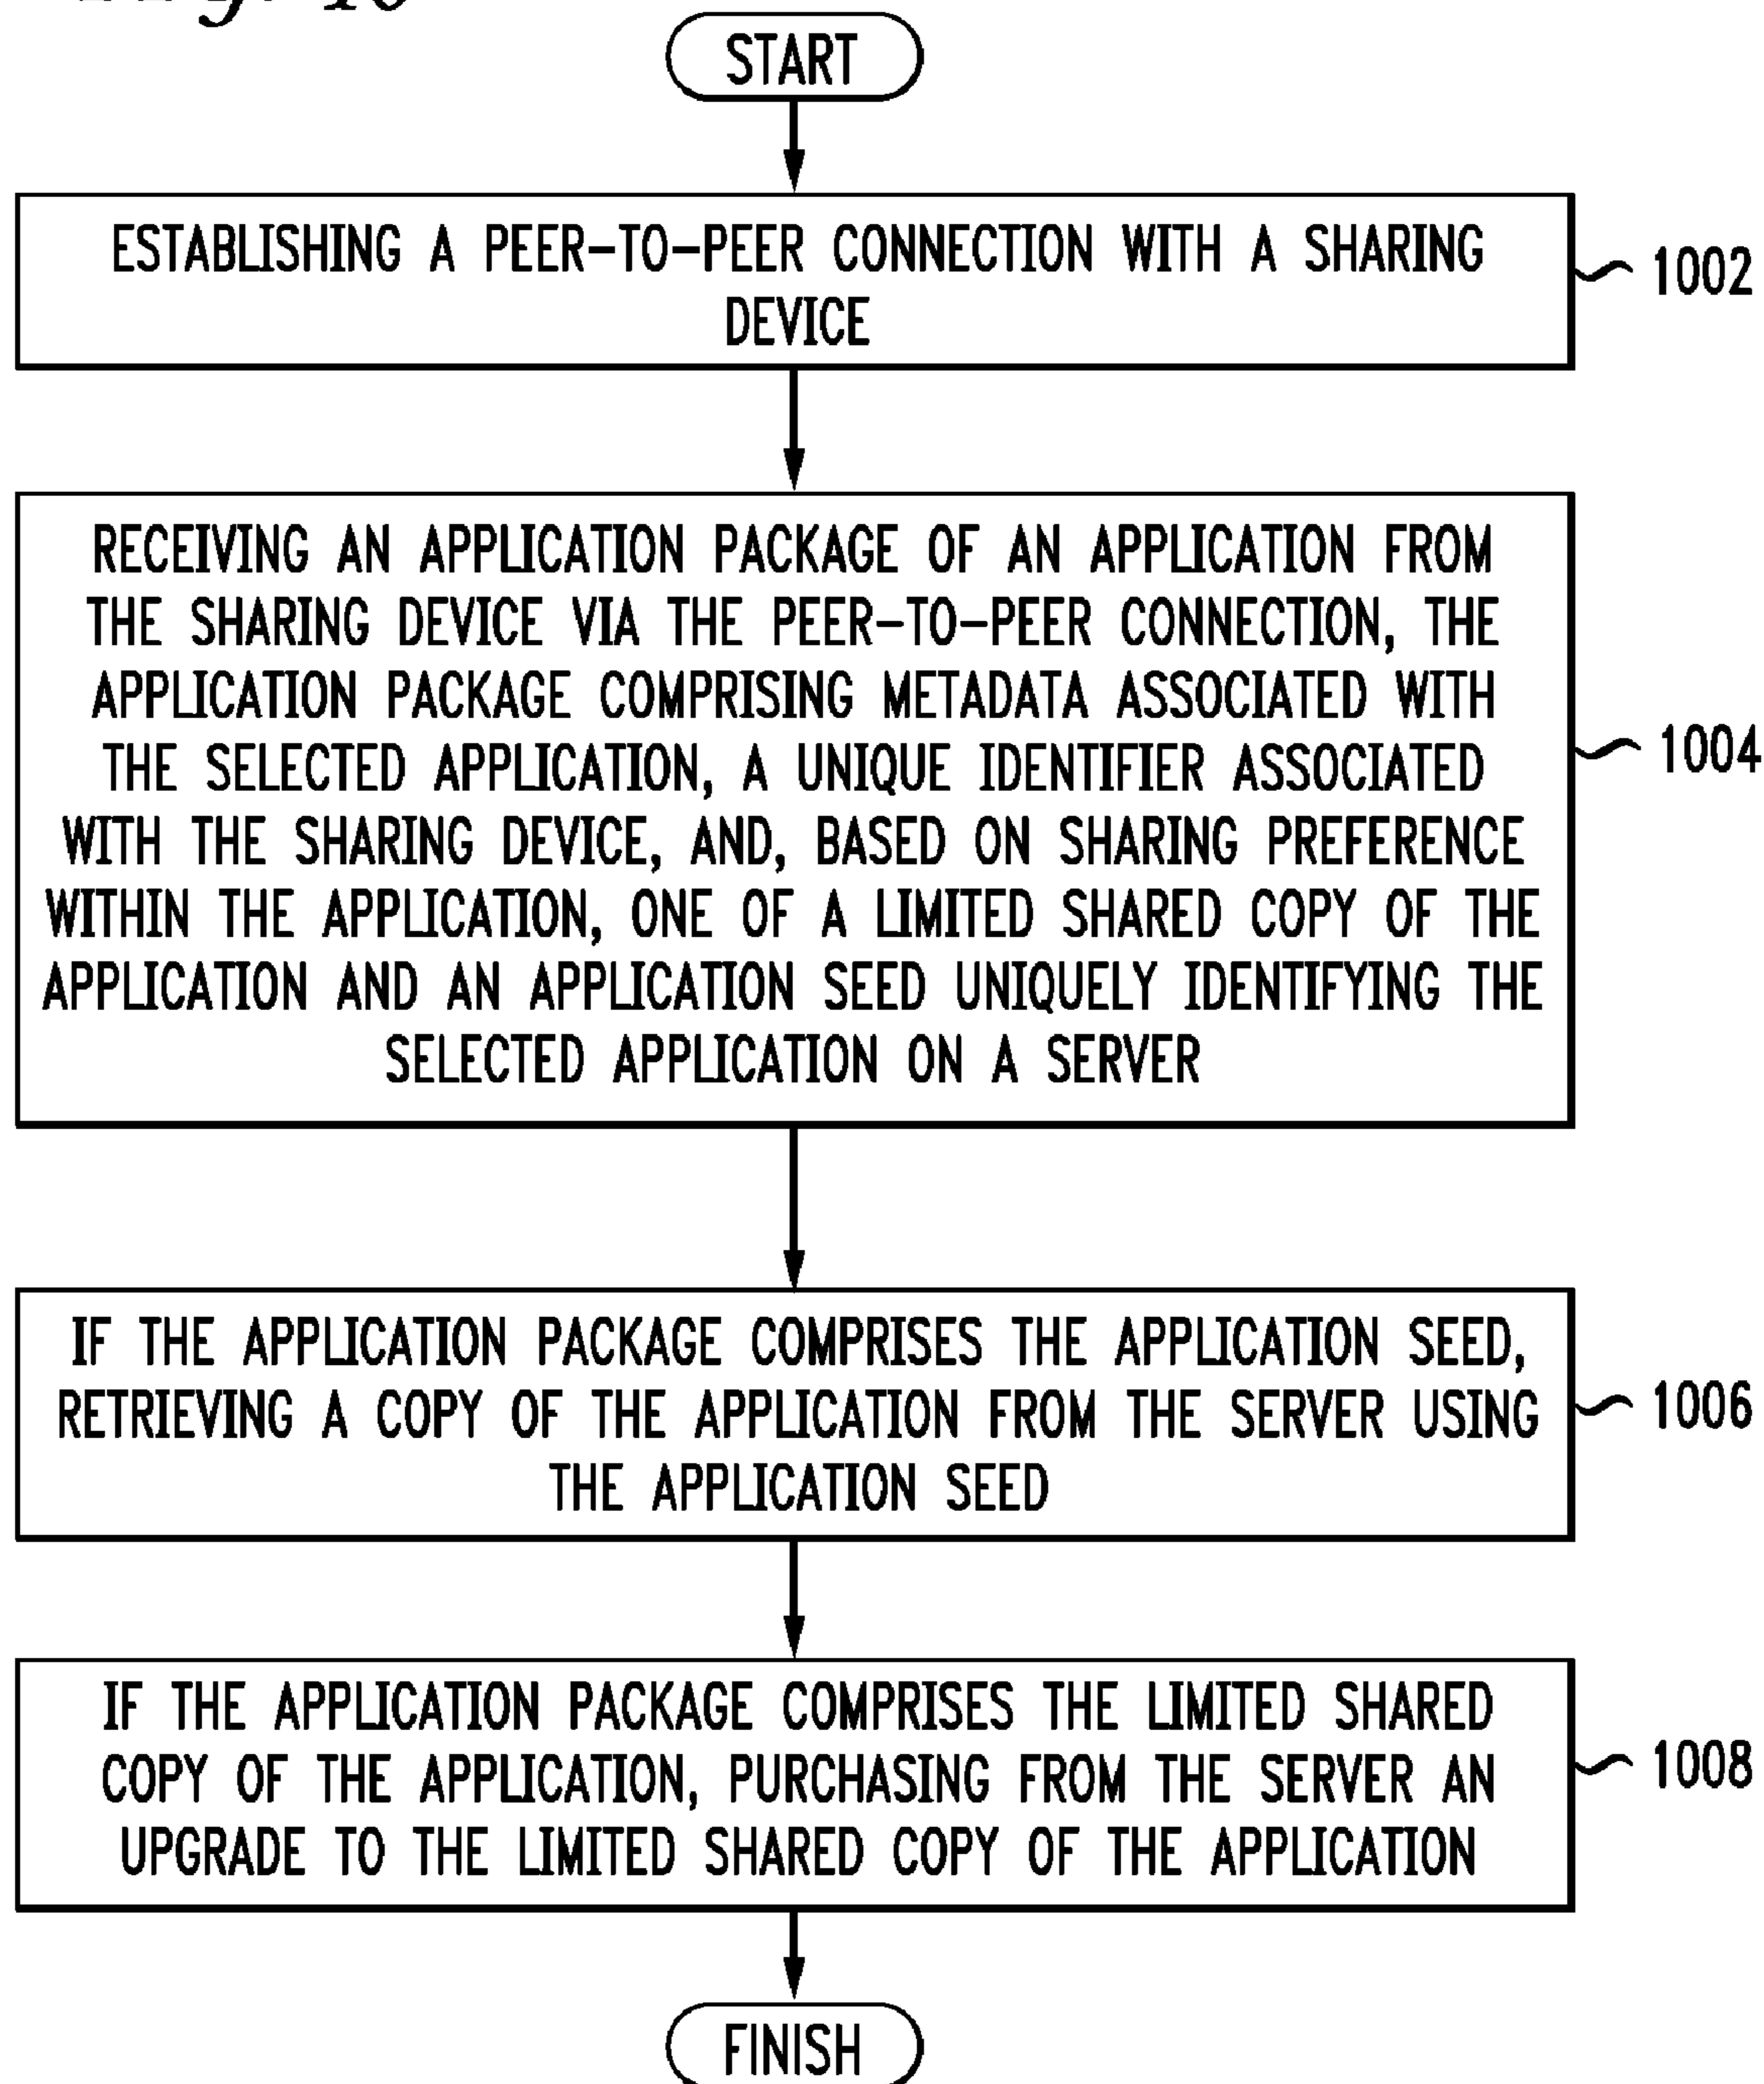 START
ESTABLISHING A PEER-TO-PEER CONNECTION WITH A SHARING
DEVICE
1002
RECEIVING AN APPLICATION PACKAGE OF AN APPLICATION FROM
THE SHARING DEVICE VIA THE PEER-TO-PEER CONNECTION, THE
APPLICATION PACKAGE COMPRISING METADATA ASSOCIATED WITH
THE SELECTED APPLICATION, A UNIQUE IDENTIFIER ASSOCIATED
WITH THE SHARING DEVICE, AND, BASED ON SHARING PREFERENCE
WITHIN THE APPLICATION, ONE OF A LIMITED SHARED COPY OF THE
APPLICATION AND AN APPLICATION SEED UNIQUELY IDENTIFYING THE
SELECTED APPLICATION ON A SERVER
1004
IF THE APPLICATION PACKAGE COMPRISES THE APPLICATION SEED,
RETRIEVING A COPY OF THE APPLICATION FROM THE SERVER USING
THE APPLICATION SEED
1006
IF THE APPLICATION PACKAGE COMPRISES THE LIMITED SHARED
COPY OF THE APPLICATION, PURCHASING FROM THE SERVER AN
UPGRADE TO THE LIMITED SHARED COPY OF THE APPLICATION
1008
FINISH